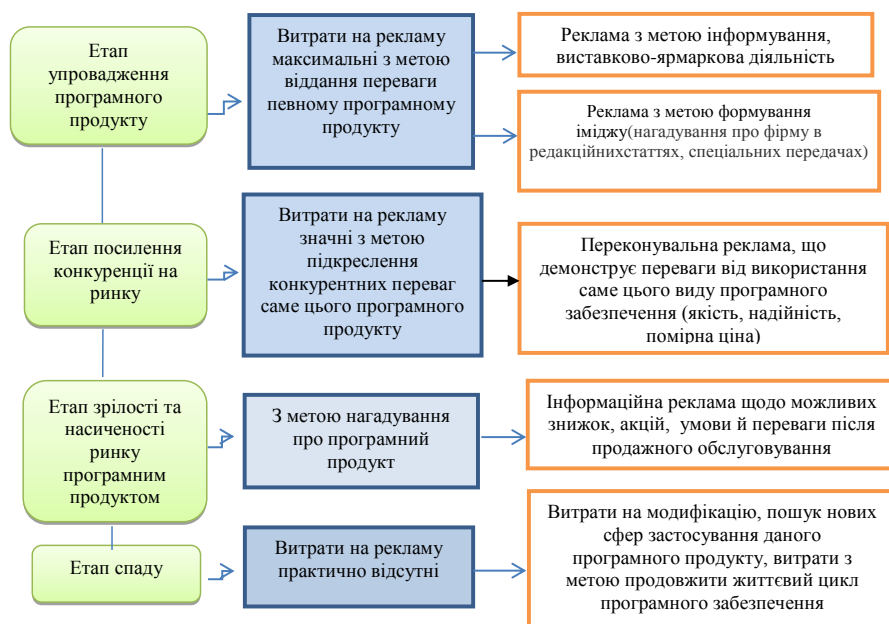 Етап
упровадження
програмного
продукту
Витрати на рекламу
максимальні з метою
віддання переваги
певному програмному
продукту
Реклама з метою інформування,
виставково-ярмаркова діяльність
Реклама з метою формування
іміджу(нагадування про фірму в
редакційнихстаттях, спеціальних передачах)
Етап посилення
конкуренції на
ринку
Витрати на рекламу
значні з метою
підкреслення
конкурентних переваг
саме цього програмного
продукту
Переконувальна реклама, що
демонструє переваги від використання
саме цього виду програмного
забезпечення (якість, надійність,
помірна ціна)
Етап зрілості та
насиченості
ринку
програмним
продуктом
З метою нагадування
про програмний
продукт
Інформаційна реклама щодо можливих
знижок, акцій, умови й переваги після
продажного обслуговування
Етап спаду
Витрати на рекламу
практично відсутні
Витрати на модифікацію, пошук нових
сфер застосування даного
програмного продукту, витрати з
метою продовжити життєвий цикл
програмного забезпечення